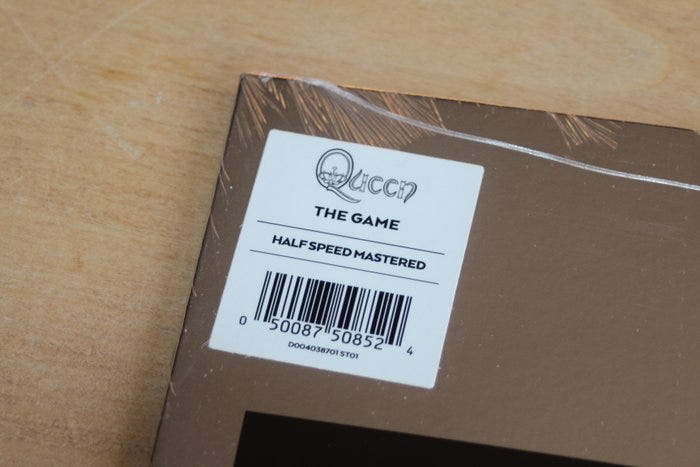 Queen
THE GAME
HALF SPEED MASTERED
0 50087 50852 4
D004038701 ST01